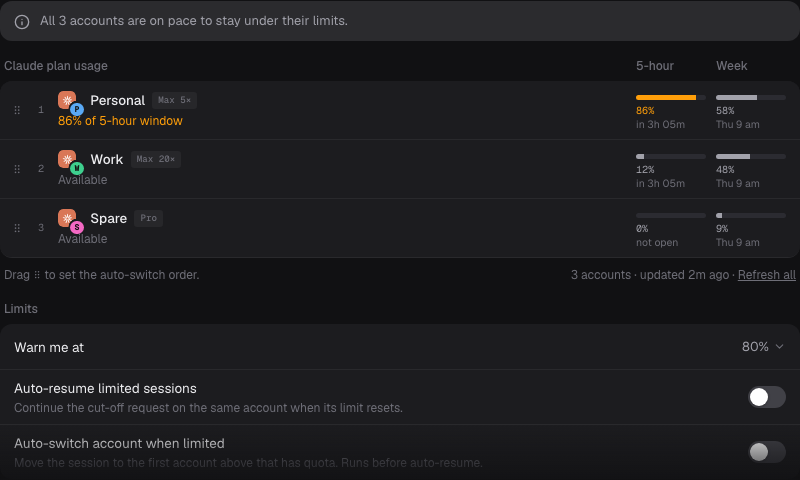 All 3 accounts are on pace to stay under their limits.
Claude plan usage 5-hour Week
1 P Personal Max 5× 86% 58%
86% of 5-hour window in 3h 05m Thu 9 am
2 W Work Max 20× 12% 48%
Available in 3h 05m Thu 9 am
3 S Spare Pro 0% 9%
Available not open Thu 9 am
Drag ⠿ to set the auto-switch order. 3 accounts · updated 2m ago · Refresh all
Limits
Warn me at 80%
Auto-resume limited sessions
Continue the cut-off request on the same account when its limit resets.
Auto-switch account when limited
Move the session to the first account above that has quota. Runs before auto-resume.